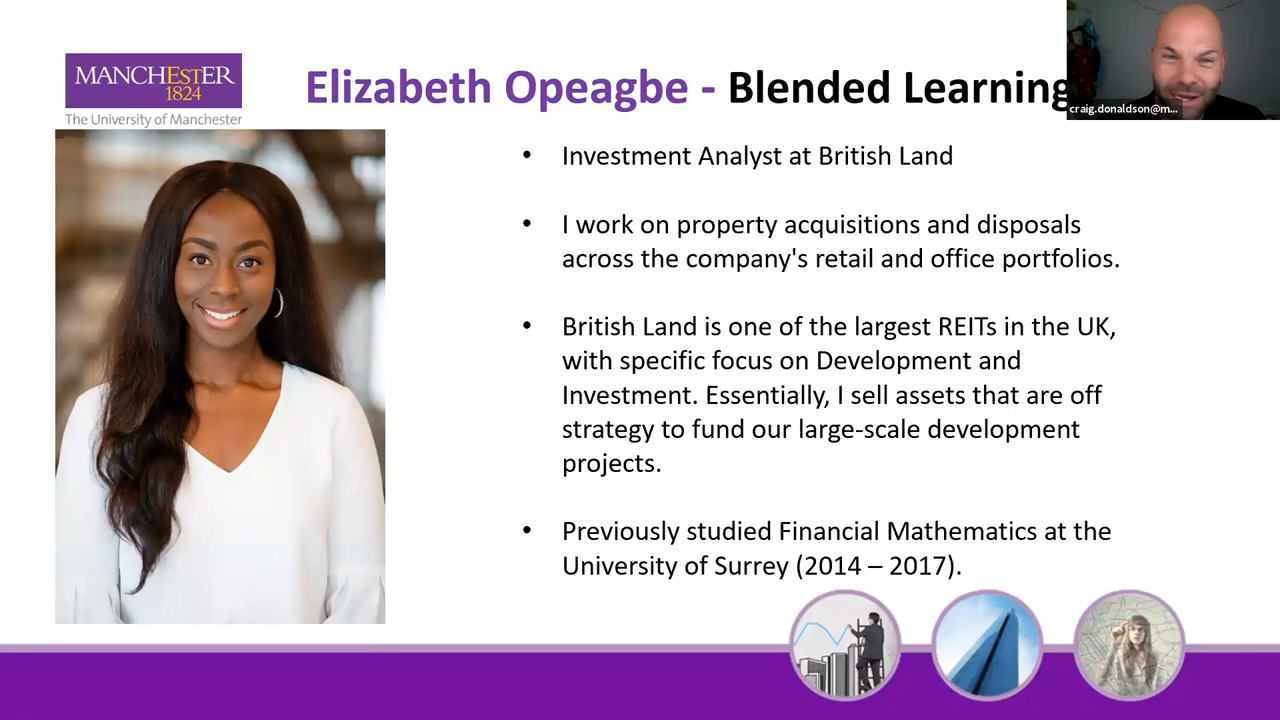 MANCHESTER
1824
The University of Manchester
Elizabeth Opeagbe - Blended Learning
craig.donaldson@m...
• Investment Analyst at British Land
• I work on property acquisitions and disposals
across the company's retail and office portfolios.
• British Land is one of the largest REITs in the UK,
with specific focus on Development and
Investment. Essentially, I sell assets that are off
strategy to fund our large-scale development
projects.
• Previously studied Financial Mathematics at the
University of Surrey (2014 – 2017).